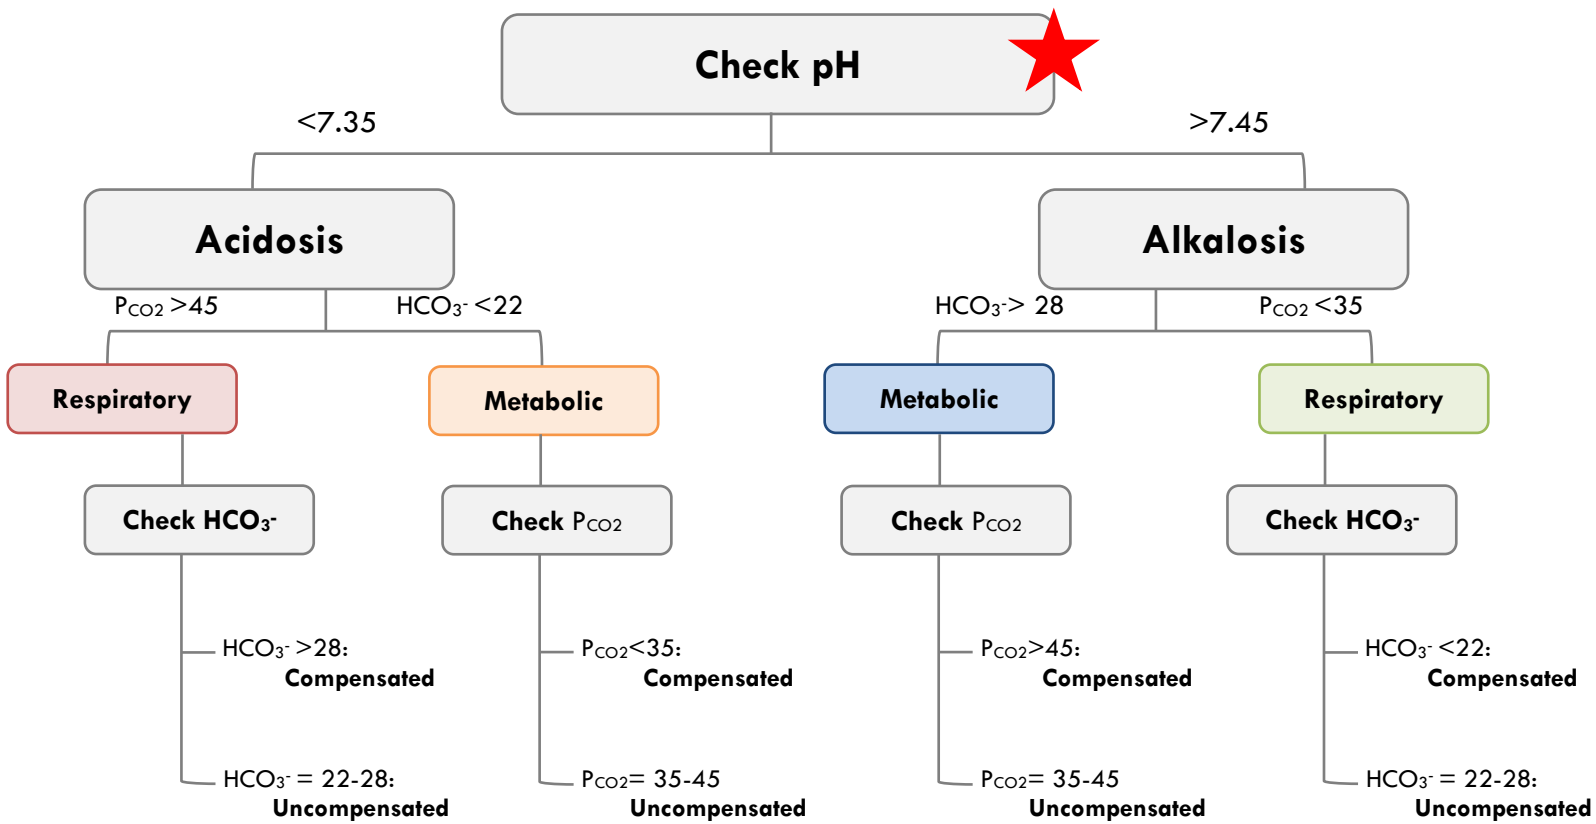 Check pH
<7.35
>7.45
Acidosis
Alkalosis
PCO2 >45
HCO3- <22
HCO3-> 28
PCO2 <35
Respiratory
Metabolic
Metabolic
Respiratory
Check HCO3-
Check PCO2
Check PCO2
Check HCO3-
HCO3- >28:
Compensated
PCO2<35:
Compensated
PCO2>45:
Compensated
HCO3- <22:
Compensated
HCO3- = 22-28:
Uncompensated
PCO2= 35-45
Uncompensated
PCO2= 35-45
Uncompensated
HCO3- = 22-28:
Uncompensated